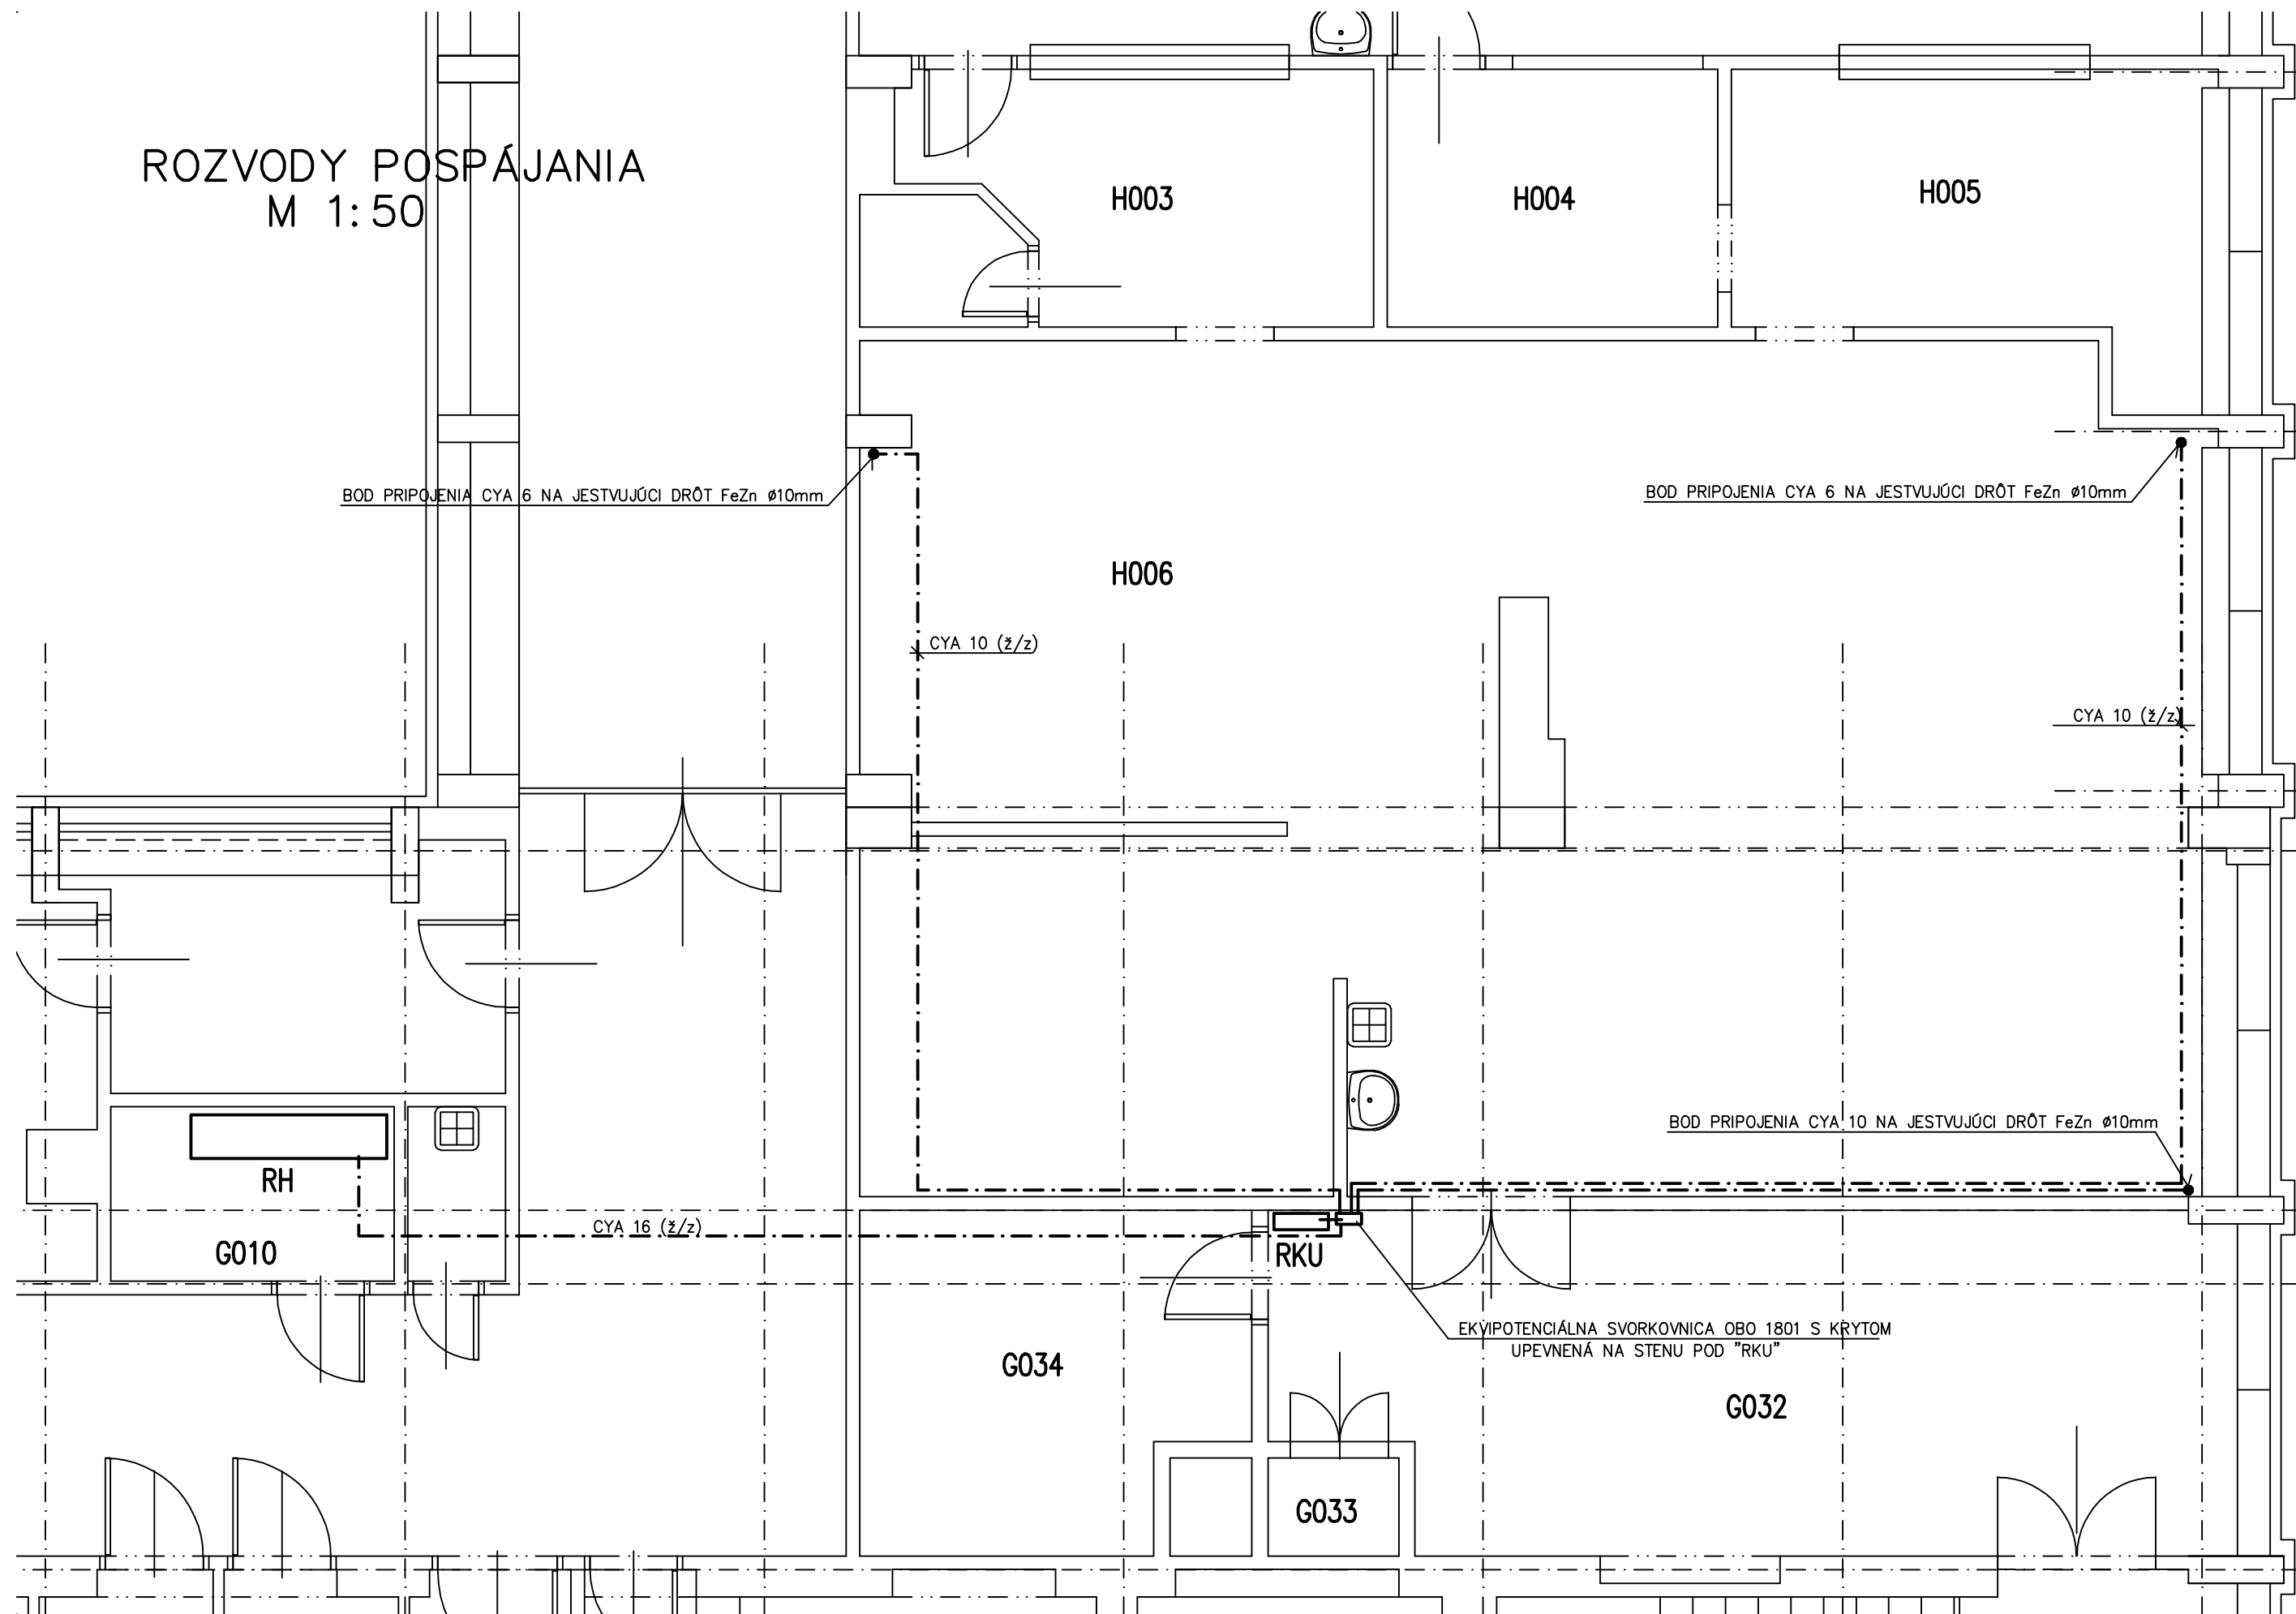 ROZVODY POSPÁJANIA
M 1:50
H003
H004
H005
BOD PRIPOJENIA CYA 6 NA JESTVUJÚCI DRÔT FeZn ø10mm
BOD PRIPOJENIA CYA 6 NA JESTVUJÚCI DRÔT FeZn ø10mm
H006
CYA 10 (ž/z)
CYA 10 (ž/z)
BOD PRIPOJENIA CYA 10 NA JESTVUJÚCI DRÔT FeZn ø10mm
RH
CYA 16 (ž/z)
G010
RKU
EKVIPOTENCIÁLNA SVORKOVNICA OBO 1801 S KRYTOM
UPEVNENÁ NA STENU POD "RKU"
G034
G032
G033